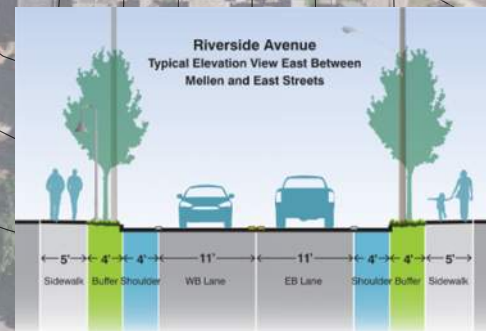 Riverside Avenue
Typical Elevation View East Between
Mellen and East Streets
5' 4' 4' 11' 11' 4' 4' 5'
Sidewalk Buffer Shoulder WB Lane EB Lane Shoulder Buffer Sidewalk